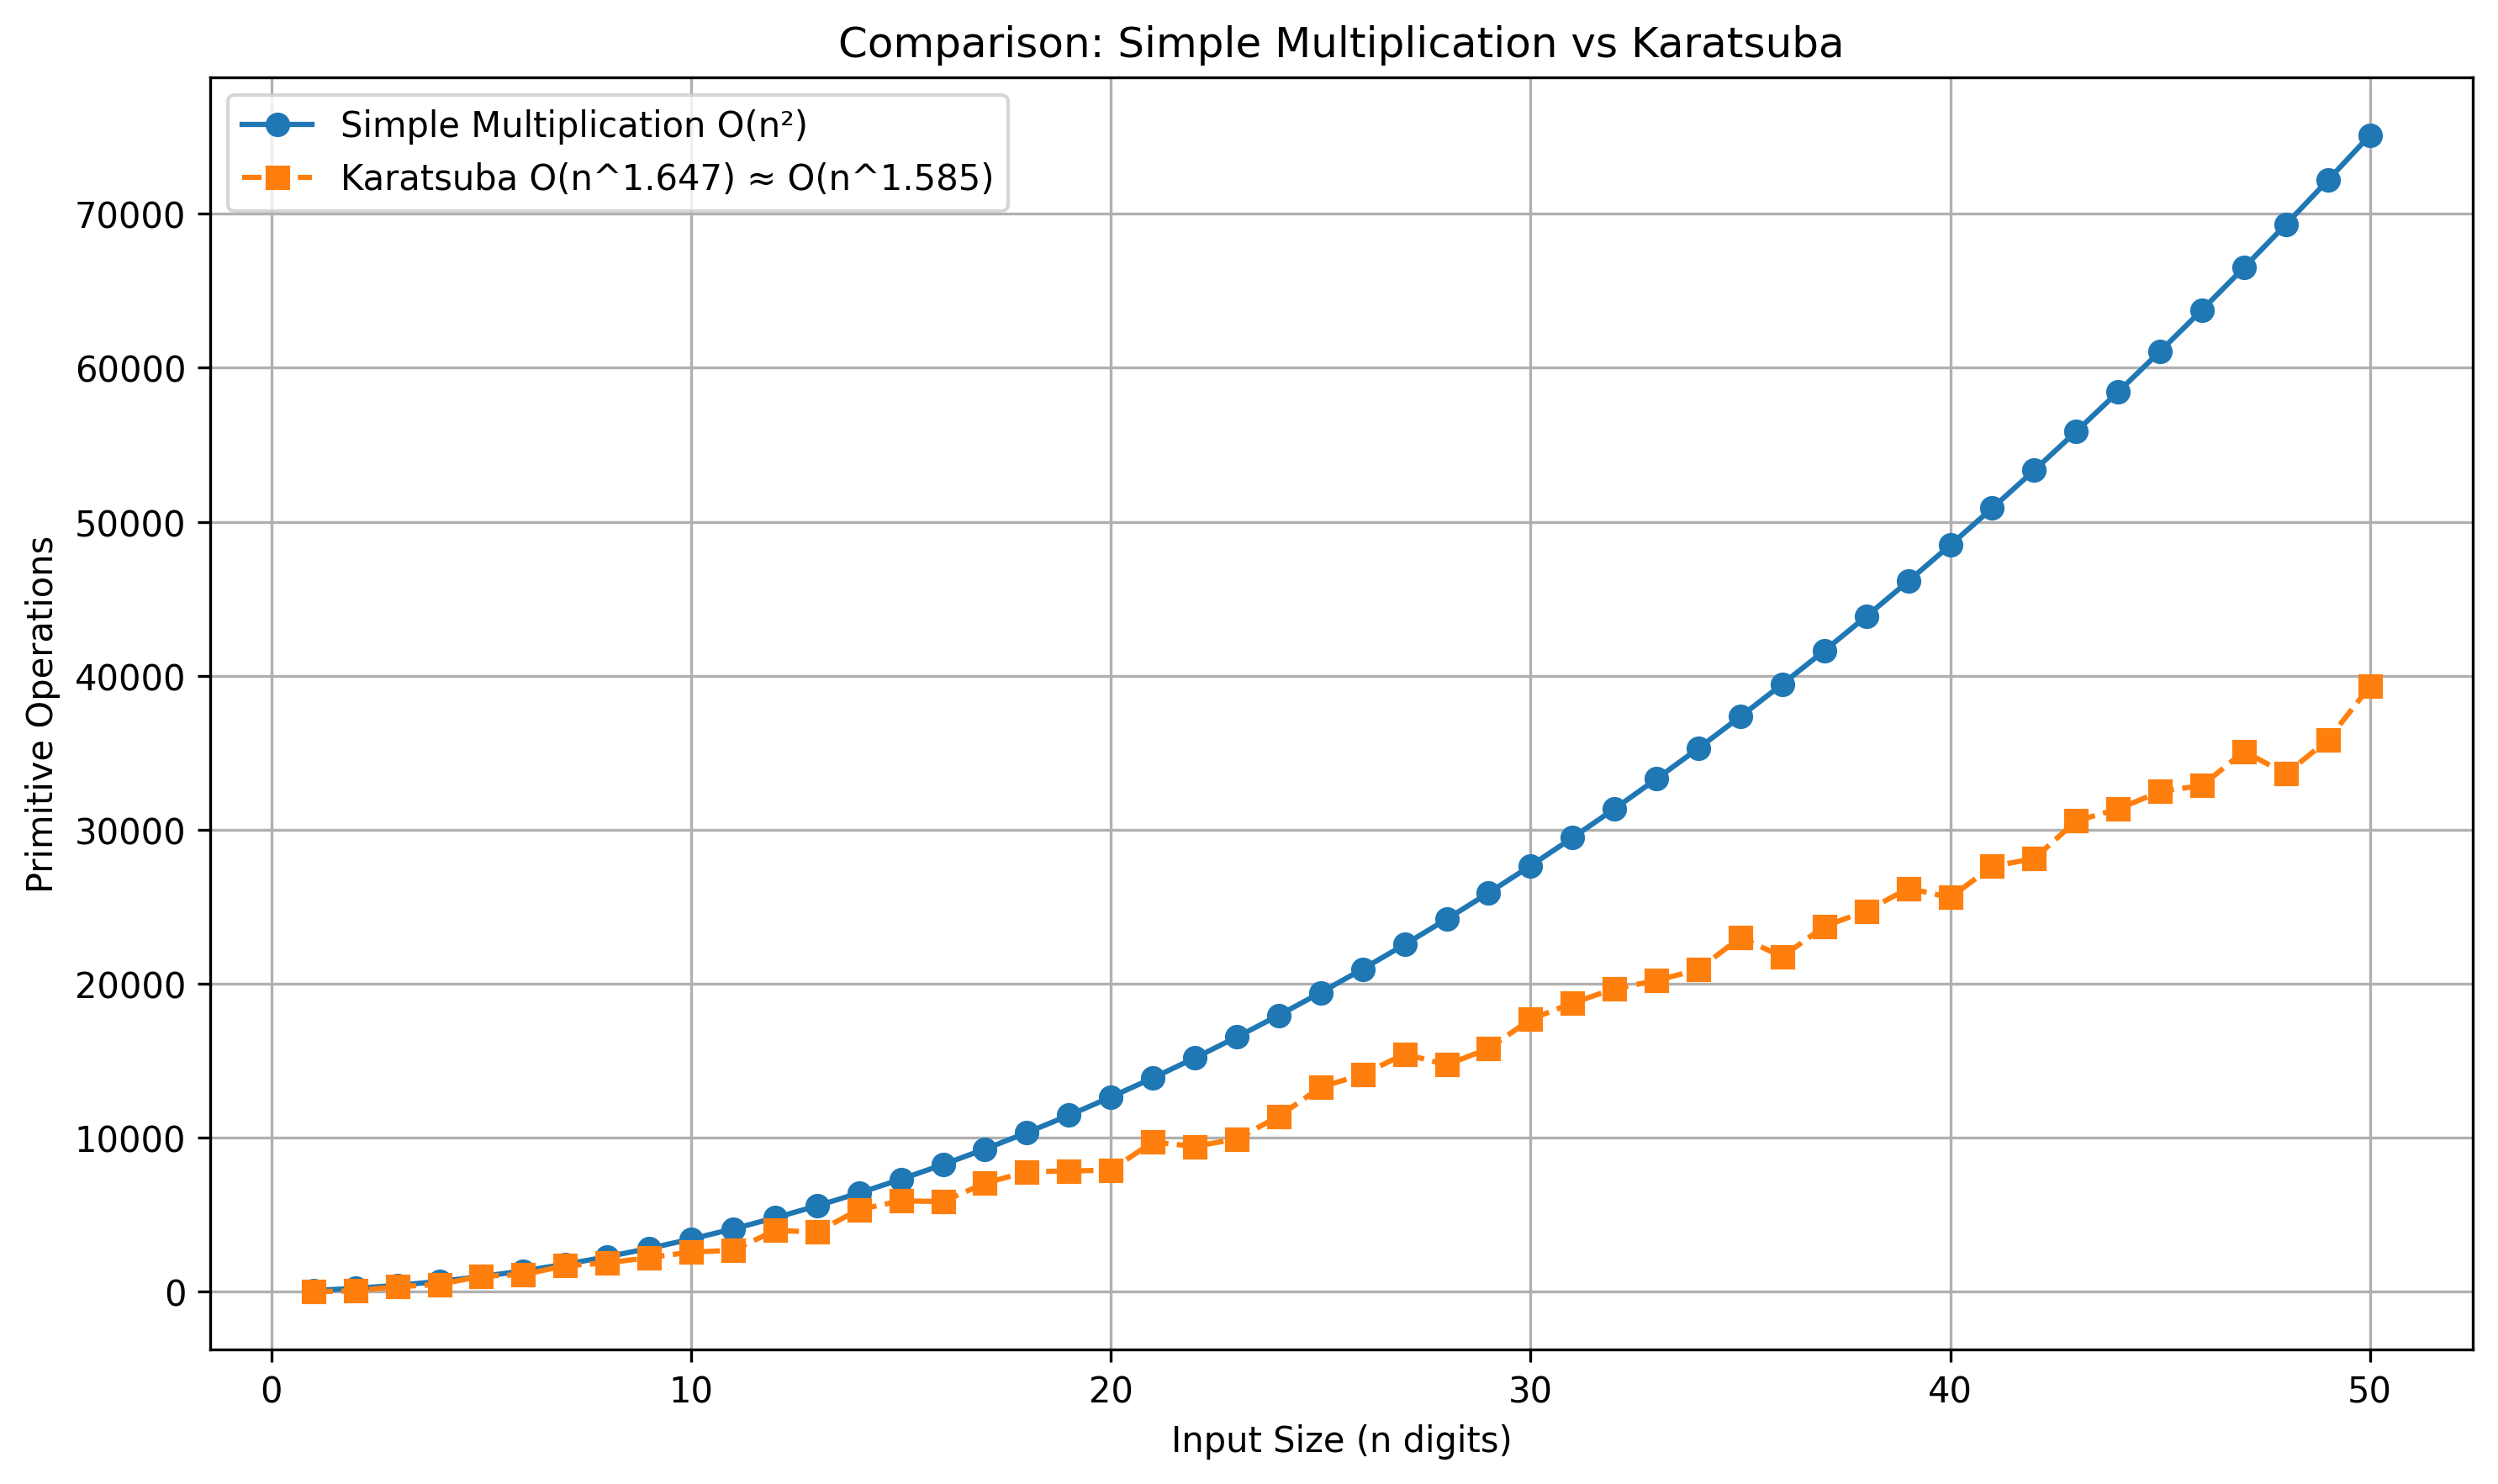 Comparison: Simple Multiplication vs Karatsuba
Simple Multiplication O(n²)
Karatsuba O(n^1.647) ≈ O(n^1.585)
70000
60000
50000
40000
30000
20000
10000
0
Primitive Operations
0 10 20 30 40 50
Input Size (n digits)